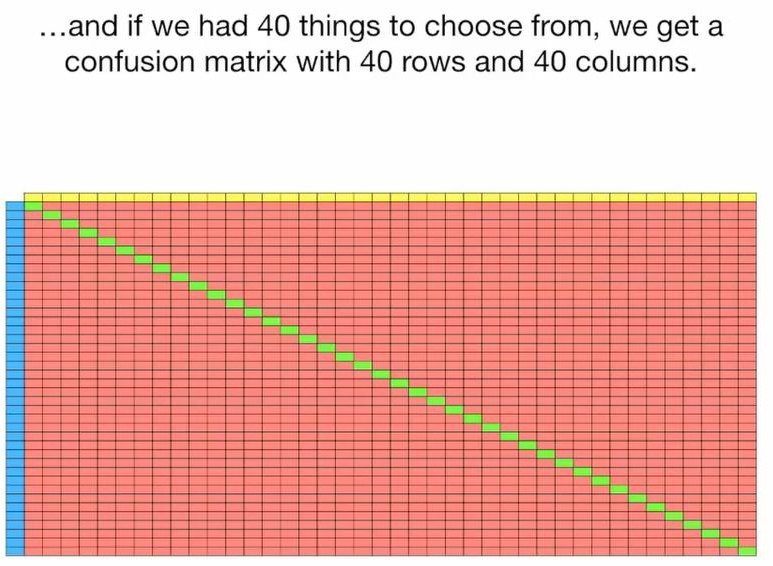 ...and if we had 40 things to choose from, we get a
confusion matrix with 40 rows and 40 columns.